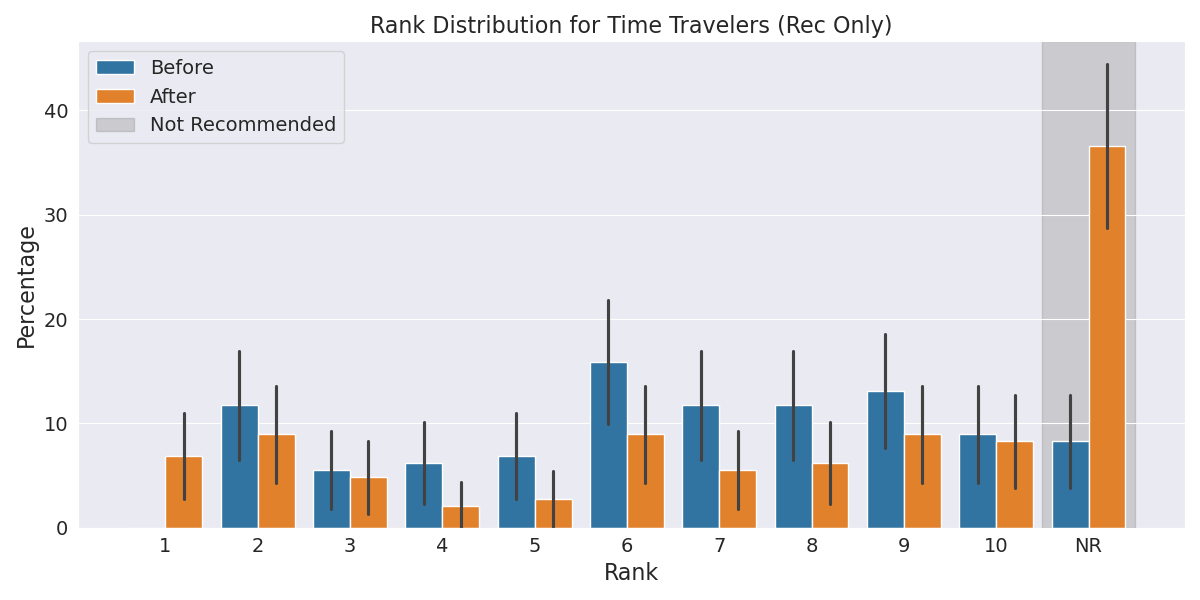 Rank Distribution for Time Travelers (Rec Only)
Before
After
Not Recommended
Percentage
40
30
20
10
0
1 2 3 4 5 6 7 8 9 10 NR
Rank